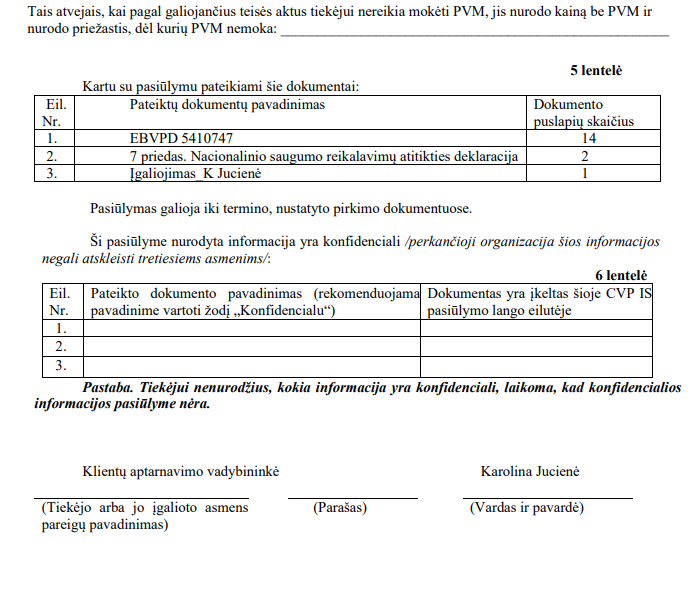 Tais atvejais, kai pagal galiojančius teisės aktus tiekėjui nereikia mokėti PVM, jis nurodo kainą be PVM ir
nurodo priežastis, dėl kurių PVM nemoka: ____________________________________________________
5 lentelė
Kartu su pasiūlymu pateikiami šie dokumentai:
Eil. Nr. Pateiktų dokumentų pavadinimas Dokumento puslapių skaičius
1. EBVPD 5410747 14
2. 7 priedas. Nacionalinio saugumo reikalavimų atitikties deklaracija 2
3. Įgaliojimas_K Jucienė 1
Pasiūlymas galioja iki termino, nustatyto pirkimo dokumentuose.
Ši pasiūlyme nurodyta informacija yra konfidenciali /perkančioji organizacija šios informacijos
negali atskleisti tretiesiems asmenims/:
6 lentelė
Eil. Nr. Pateikto dokumento pavadinimas (rekomenduojama pavadinime vartoti žodį „Konfidencialu“) Dokumentas yra įkeltas šioje CVP IS pasiūlymo lango eilutėje
1.
2.
3.
Pastaba. Tiekėjui nenurodžius, kokia informacija yra konfidenciali, laikoma, kad konfidencialios
informacijos pasiūlyme nėra.
Klientų aptarnavimo vadybininkė Karolina Jucienė
(Tiekėjo arba jo įgalioto asmens pareigų pavadinimas) (Parašas) (Vardas ir pavardė)